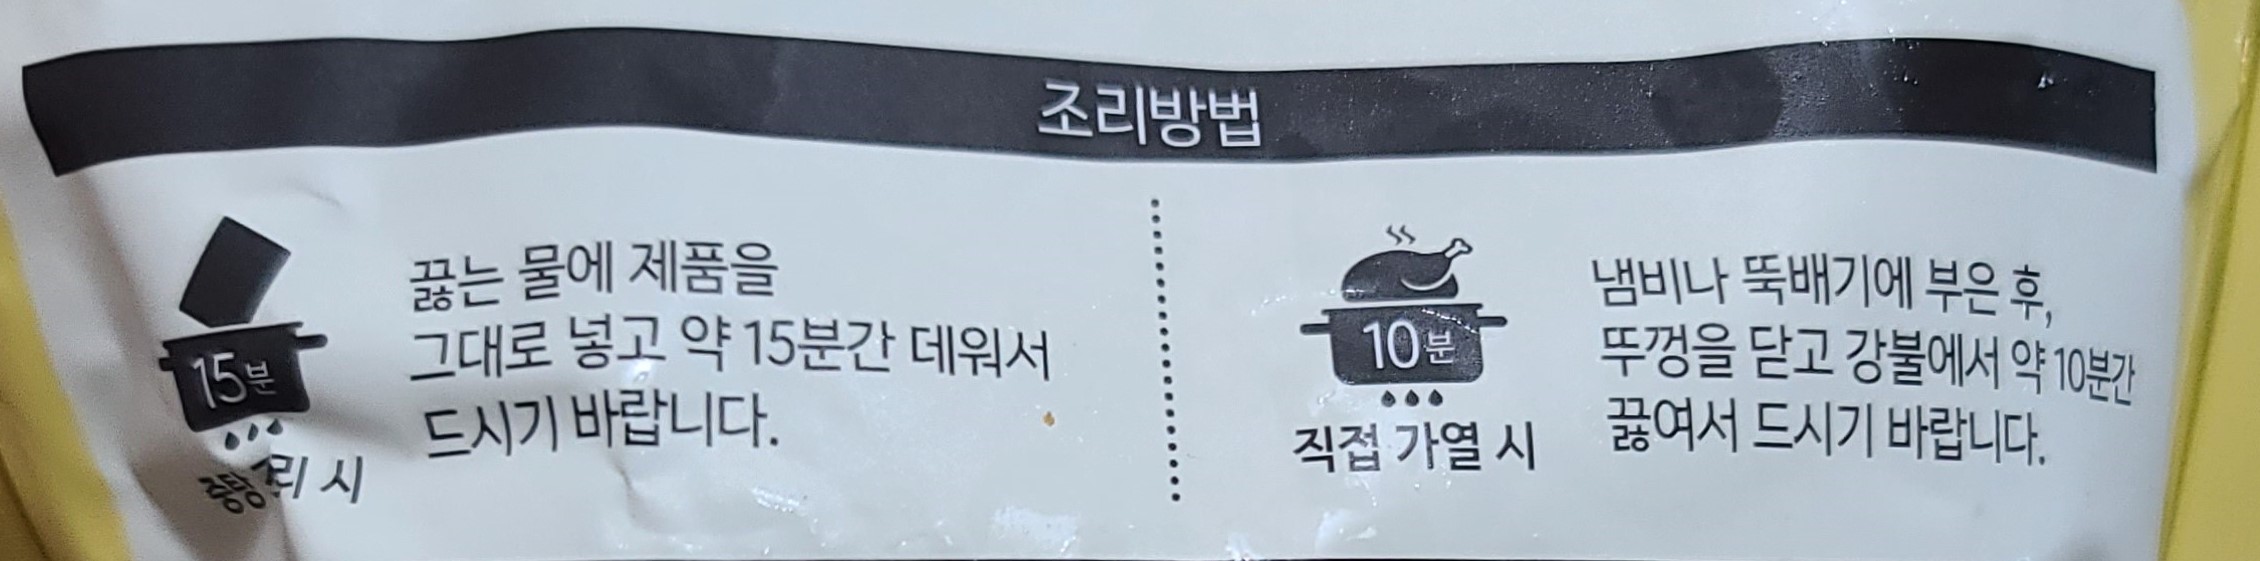 조리방법
15분
끓는 물에 제품을
그대로 넣고 약 15분간 데워서
드시기 바랍니다.
시
10분
직접 가열 시
냄비나 뚝배기에 부은 후,
뚜껑을 닫고 강불에서 약 10분간
끓여서 드시기 바랍니다.